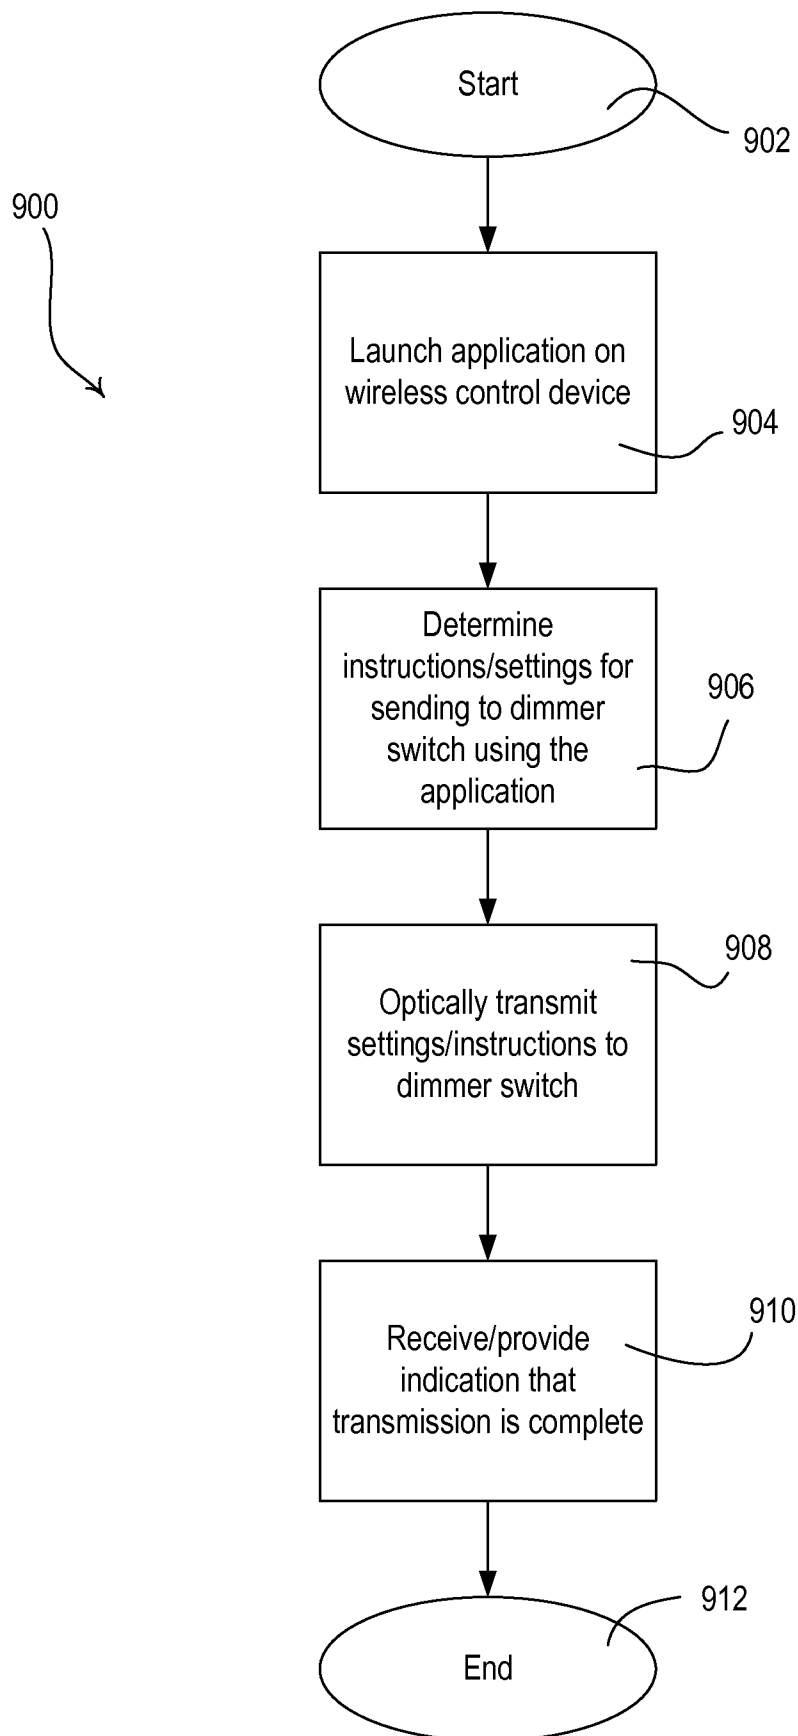 Start
902
900
Launch application on
wireless control device
904
Determine
instructions/settings for
sending to dimmer
switch using the
application
906
908
Optically transmit
settings/instructions to
dimmer switch
910
Receive/provide
indication that
transmission is complete
912
End